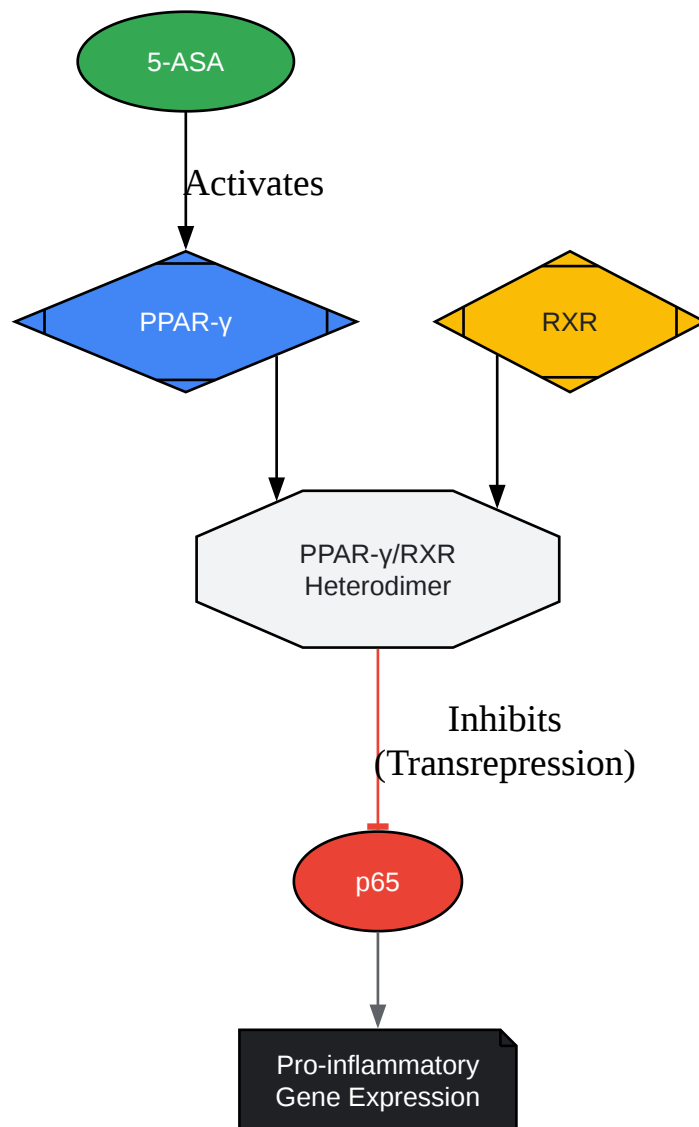 5-ASA
Activates
PPAR-γ
RXR
PPAR-γ/RXR
Heterodimer
Inhibits
(Transrepression)
p65
Pro-inflammatory
Gene Expression